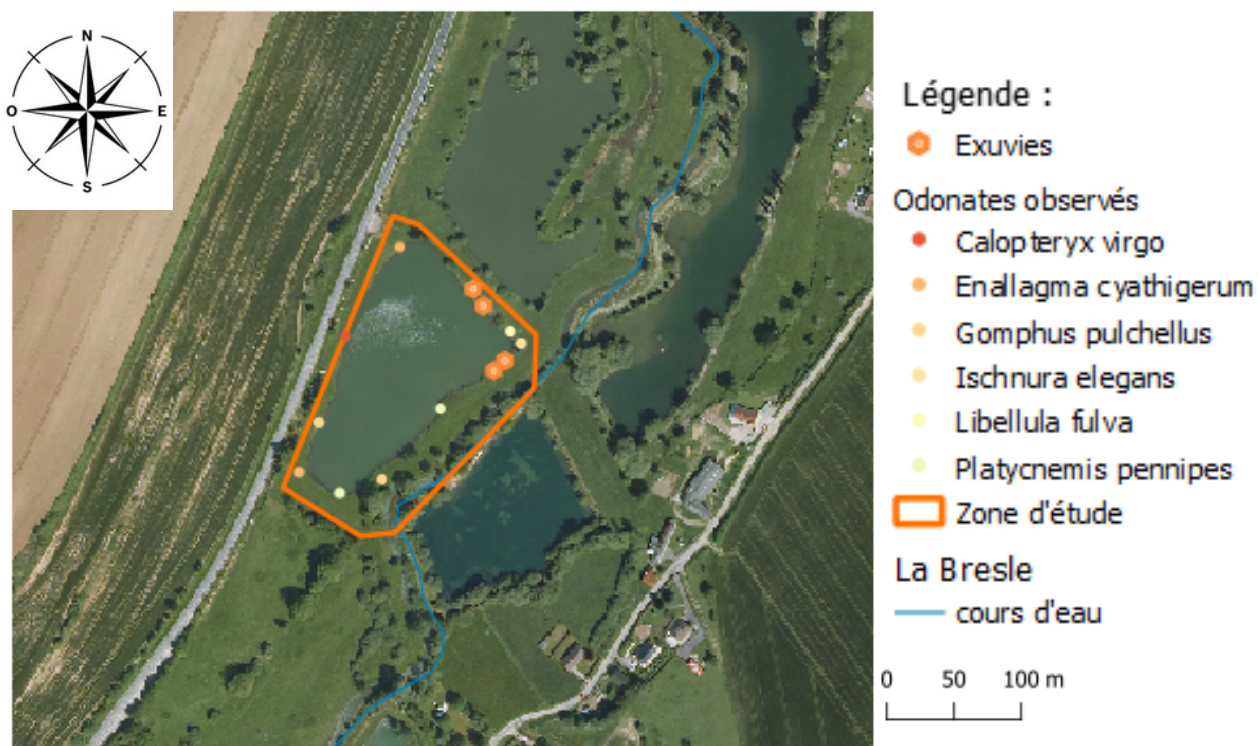 N
O
E
S
Légende :
Exuvies
Odonates observés
Calopteryx virgo
Enallagma cyathigerum
Gomphus pulchellus
Ischnura elegans
Libellula fulva
Platycnemis pennipes
Zone d'étude
La Bresle
cours d'eau
0 50 100 m